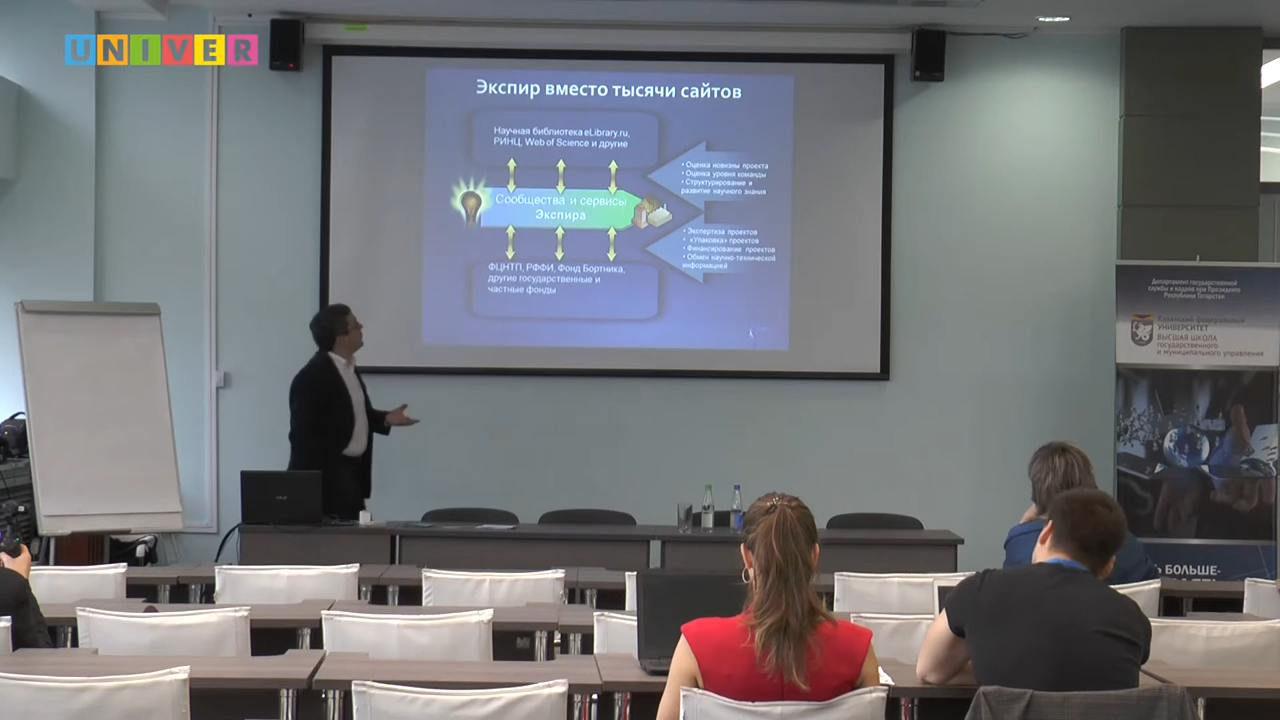 UNIVER
Экспир вместо тысячи сайтов
Научная библиотека eLibrary.ru,
РИНЦ, Web of Science и другие
• Оценка новизны проекта
• Оценка уровня команды
• Структурирование и
развитие научного знания
Сообщества и сервисы
Экспира
• Экспертиза проектов
• «Упаковка» проектов
• Финансирование проектов
• Обмен научно-технической
информацией
ФЦНТП, РФФИ, Фонд Бортника,
другие государственные и
частные фонды
Департамент государственной
службы и кадров при Президенте
Республики Татарстан
Казанский федеральный
УНИВЕРСИТЕТ
ВЫСШАЯ ШКОЛА
государственного
и муниципального управления
Ь БОЛЬШЕ-